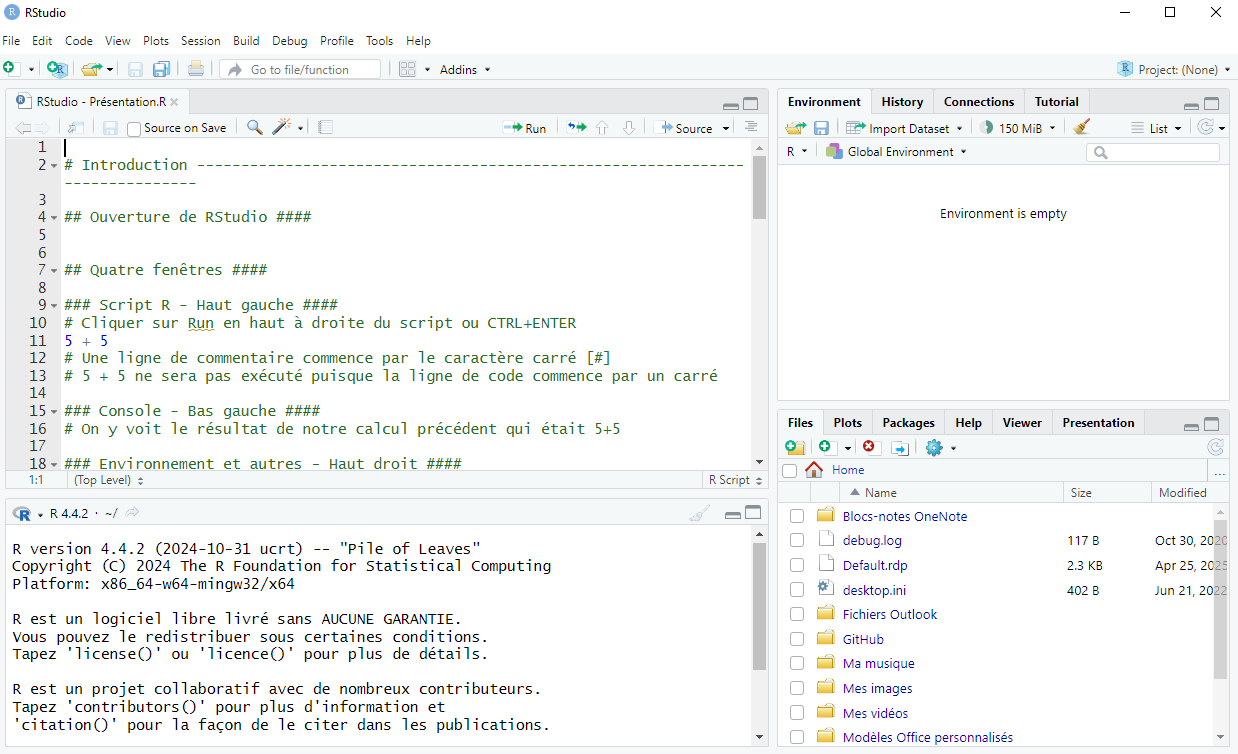 RStudio
File Edit Code View Plots Session Build Debug Profile Tools Help
Go to file/function Addins Project: (None)
RStudio - Présentation.R
Source on Save Run Source
1
2 # Introduction ---------------------------------------------------------------
---------------
3
4 ## Ouverture de RStudio ####
5
6
7 ## Quatre fenêtres ####
8
9 ### Script R - Haut gauche ####
10 # Cliquer sur Run en haut à droite du script ou CTRL+ENTER
11 5 + 5
12 # Une ligne de commentaire commence par le caractère carré [#]
13 # 5 + 5 ne sera pas exécuté puisque la ligne de code commence par un carré
14
15 ### Console - Bas gauche ####
16 # On y voit le résultat de notre calcul précédent qui était 5+5
17
18 ### Environnement et autres - Haut droit ####
1:1 (Top Level) R Script
R 4.4.2 · ~/
R version 4.4.2 (2024-10-31 ucrt) -- "Pile of Leaves"
Copyright (C) 2024 The R Foundation for Statistical Computing
Platform: x86_64-w64-mingw32/x64
R est un logiciel libre livré sans AUCUNE GARANTIE.
Vous pouvez le redistribuer sous certaines conditions.
Tapez 'license()' ou 'licence()' pour plus de détails.
R est un projet collaboratif avec de nombreux contributeurs.
Tapez 'contributors()' pour plus d'information et
'citation()' pour la façon de le citer dans les publications.
Environment History Connections Tutorial
Import Dataset 150 MiB List
R Global Environment
Environment is empty
Files Plots Packages Help Viewer Presentation
Home ...
Name Size Modified
Blocs-notes OneNote
debug.log 117 B Oct 30, 2020
Default.rdp 2.3 KB Apr 25, 2025
desktop.ini 402 B Jun 21, 2022
Fichiers Outlook
GitHub
Ma musique
Mes images
Mes vidéos
Modèles Office personnalisés